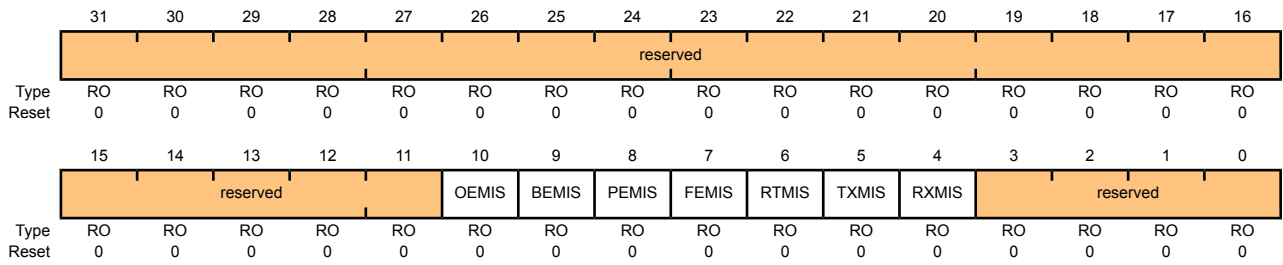 31 30 29 28 27 26 25 24 23 22 21 20 19 18 17 16
reserved
Type RO RO RO RO RO RO RO RO RO RO RO RO RO RO RO RO
Reset 0 0 0 0 0 0 0 0 0 0 0 0 0 0 0 0
15 14 13 12 11 10 9 8 7 6 5 4 3 2 1 0
reserved OEMIS BEMIS PEMIS FEMIS RTMIS TXMIS RXMIS reserved
Type RO RO RO RO RO RO RO RO RO RO RO RO RO RO RO RO
Reset 0 0 0 0 0 0 0 0 0 0 0 0 0 0 0 0